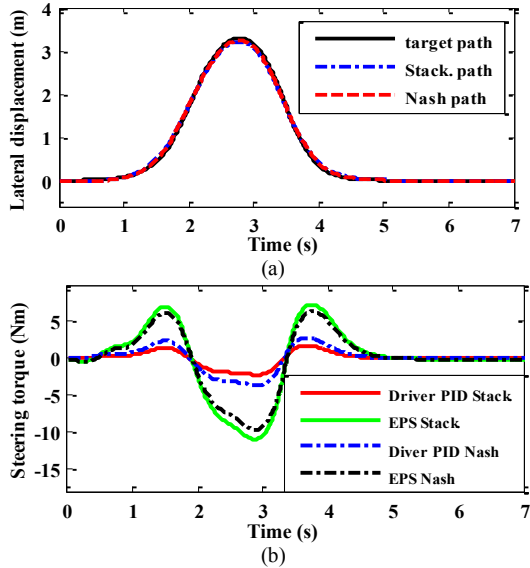 Lateral displacement (m)
4
3
2
1
0
target path
Stack. path
Nash path
0 1 2 3 4 5 6 7
Time (s)
(a)
Steering torque (Nm)
5
0
-5
-10
-15
Driver PID Stack
EPS Stack
Diver PID Nash
EPS Nash
0 1 2 3 4 5 6 7
Time (s)
(b)